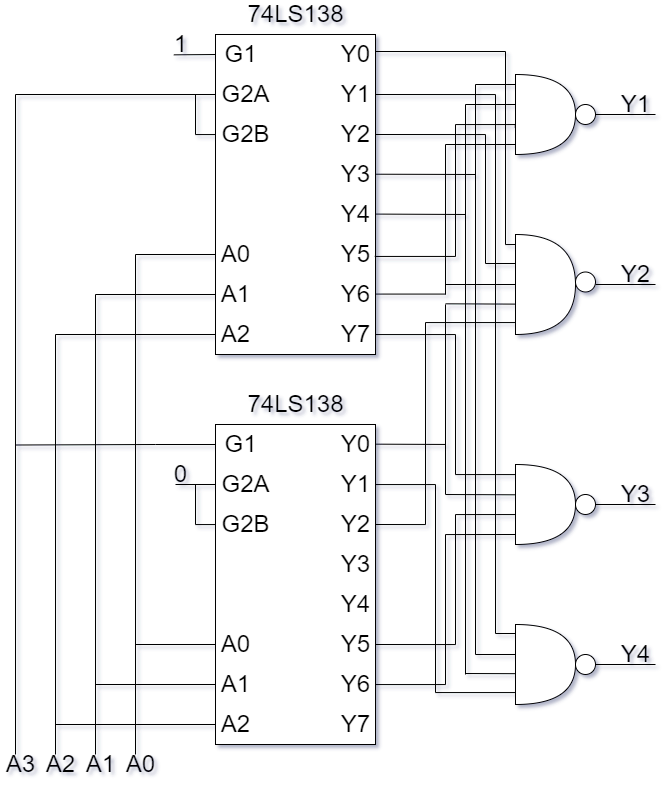 74LS138
1
G1 Y0
G2A Y1
Y1
G2B Y2
Y3
Y4
A0 Y5
Y2
A1 Y6
A2 Y7
74LS138
G1 Y0
0
G2A Y1
Y3
G2B Y2
Y3
Y4
A0 Y5
Y4
A1 Y6
A2 Y7
A3 A2 A1 A0